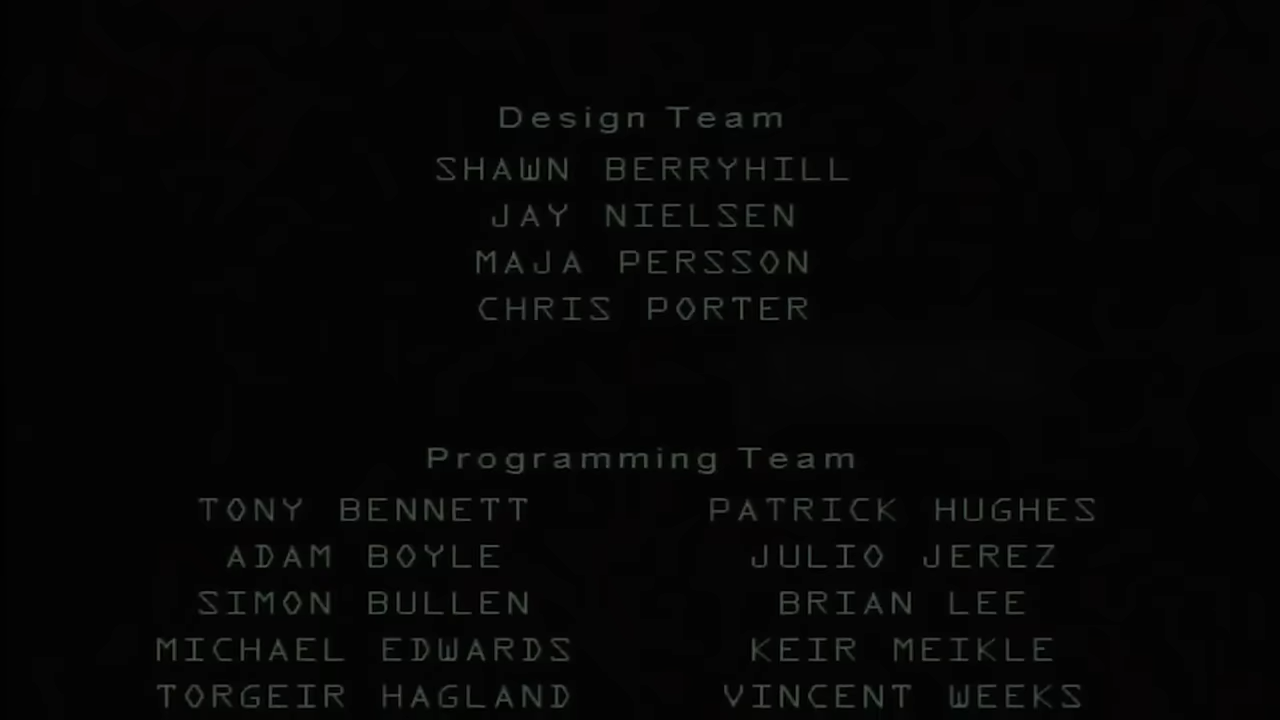 Design Team
SHAWN BERRYHILL
JAY NIELSEN
MAJA PERSSON
CHRIS PORTER
Programming Team
TONY BENNETT PATRICK HUGHES
ADAM BOYLE JULIO JEREZ
SIMON BULLEN BRIAN LEE
MICHAEL EDWARDS KEIR MEIKLE
TORGEIR HAGLAND VINCENT WEEKS